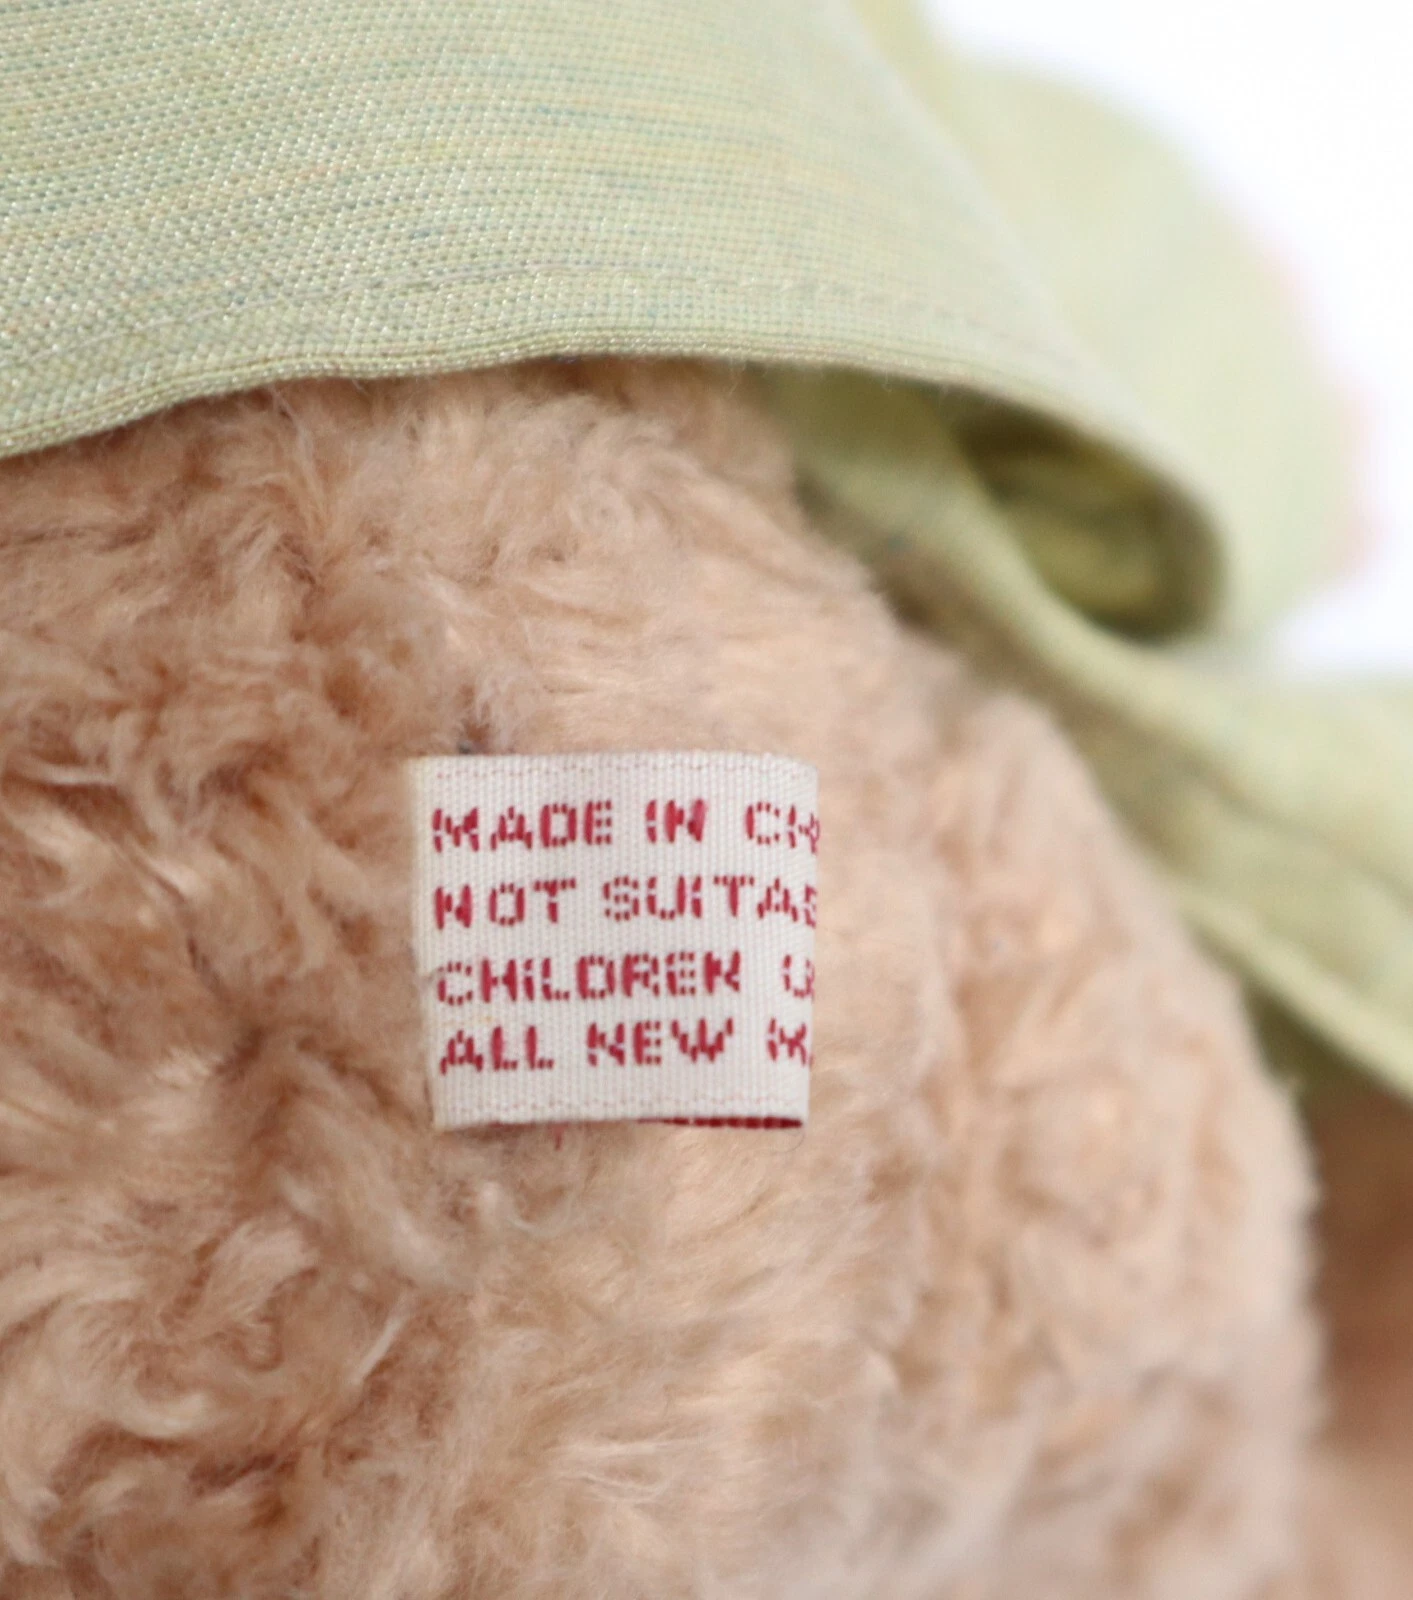 MADE IN CH
NOT SUITAB
CHILDREN U
ALL NEW M